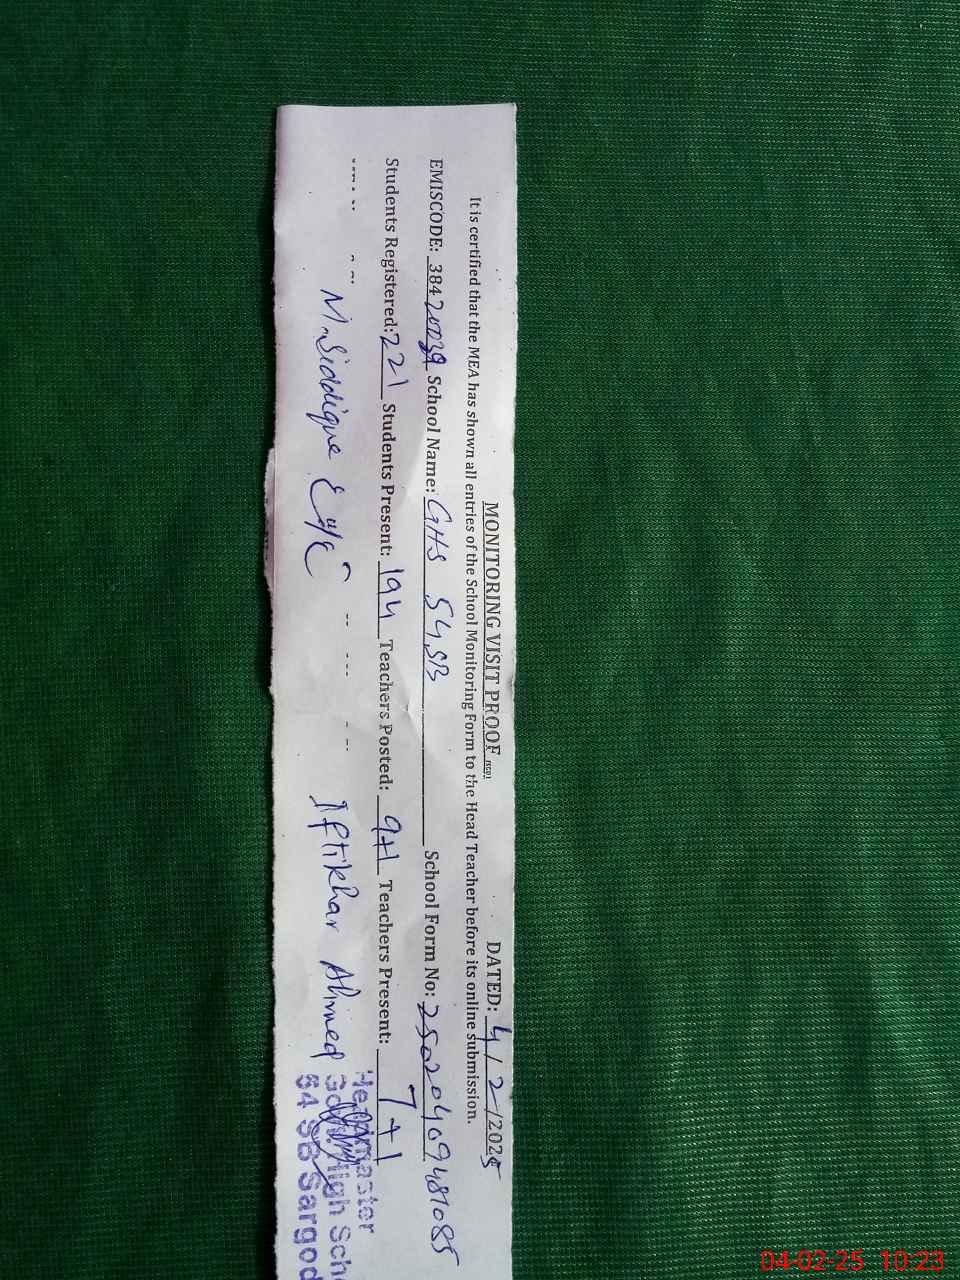 MONITORING VISIT PROOF
DATED: 4/2/2025
It is certified that the MEA has shown all entries of the School Monitoring Form to the Head Teacher before its online submission.
EMISCODE: 38420039 School Name: GHS 54 SB School Form No: 25020409481085
Students Registered: 221 Students Present: 194 Teachers Posted: 9+1 Teachers Present: 7+1
M. Siddique Iftikhar Ahmed
Headmaster
High
54 SB Sargod
04-02-25 10:23